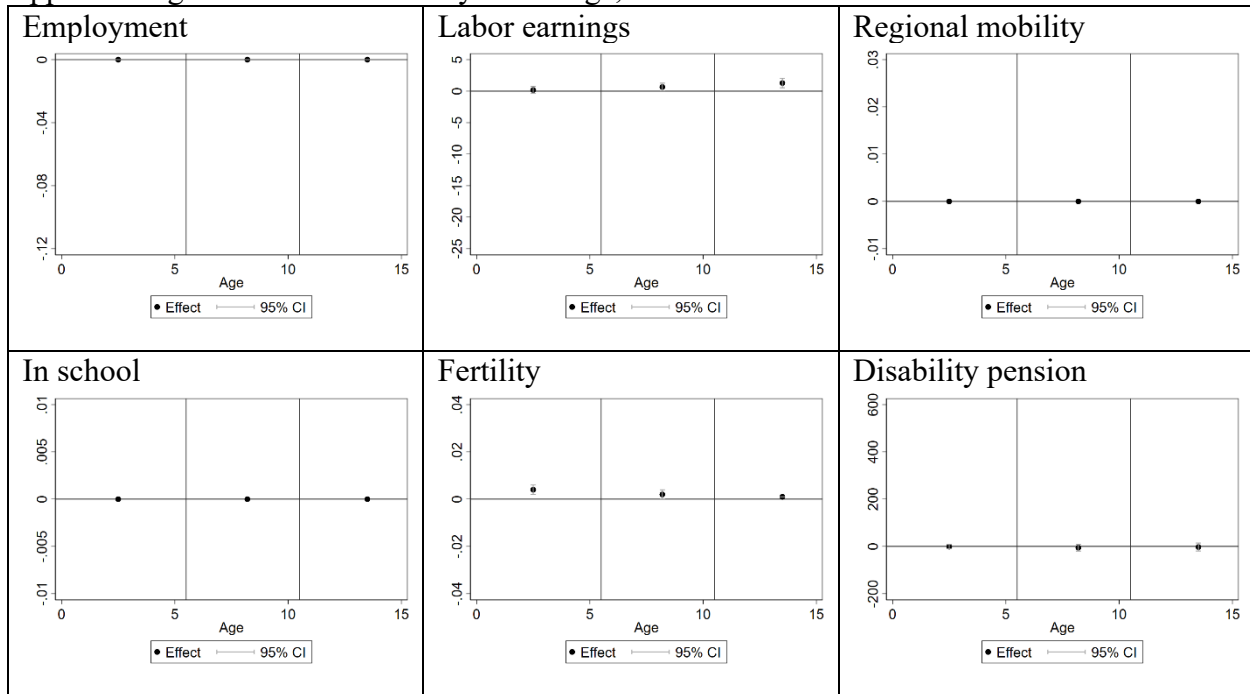 Employment
0
-.04
-.08
-.12
0 5 10 15
Age
Effect 95% CI
Labor earnings
5
0
-5
-10
-15
-20
-25
0 5 10 15
Age
Effect 95% CI
Regional mobility
.03
.02
.01
0
-.01
0 5 10 15
Age
Effect 95% CI
In school
.01
.005
0
-.005
-.01
0 5 10 15
Age
Effect 95% CI
Fertility
.04
.02
0
-.02
-.04
0 5 10 15
Age
Effect 95% CI
Disability pension
600
400
200
0
-200
0 5 10 15
Age
Effect 95% CI